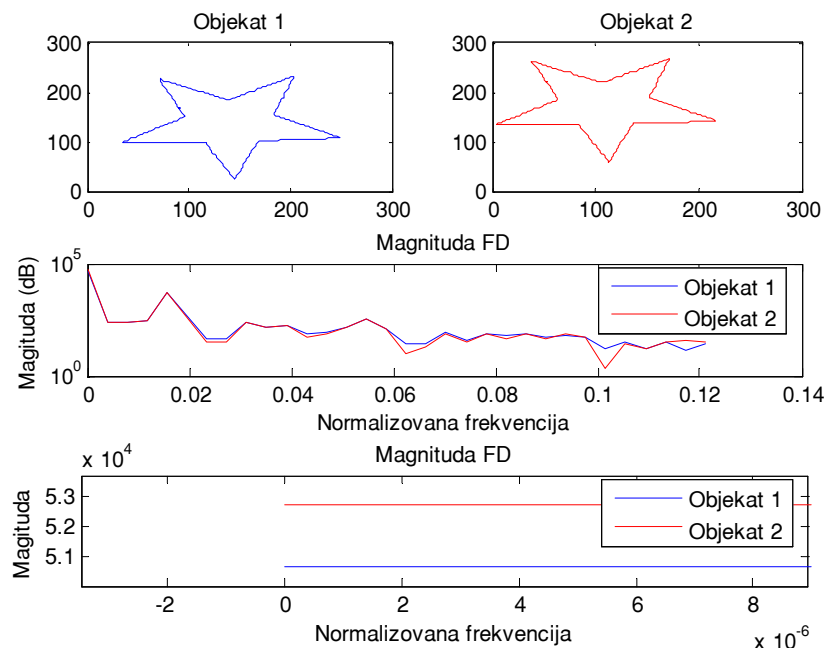 Objekat 1
Objekat 2
300
200
100
0
0
100
200
300
300
200
100
0
0
100
200
300
Magnituda FD
Magituda (dB)
10^5
10^0
Objekat 1
Objekat 2
0
0.02
0.04
0.06
0.08
0.1
0.12
0.14
Normalizovana frekvencija
Magnituda FD
x 10^4
Magituda
5.3
5.2
5.1
Objekat 1
Objekat 2
-2
0
2
4
6
8
Normalizovana frekvencija
x 10^-6